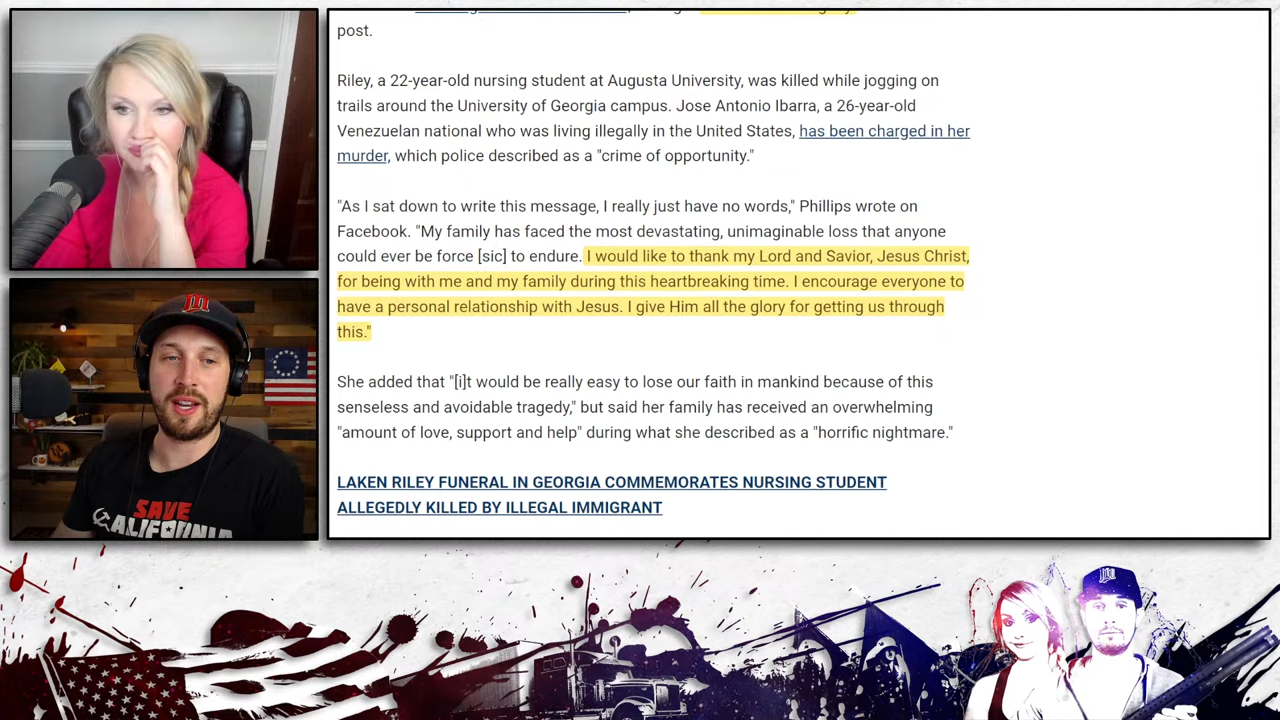 post.
Riley, a 22-year-old nursing student at Augusta University, was killed while jogging on
trails around the University of Georgia campus. Jose Antonio Ibarra, a 26-year-old
Venezuelan national who was living illegally in the United States, has been charged in her
murder, which police described as a "crime of opportunity."
"As I sat down to write this message, I really just have no words," Phillips wrote on
Facebook. "My family has faced the most devastating, unimaginable loss that anyone
could ever be force [sic] to endure. I would like to thank my Lord and Savior, Jesus Christ,
for being with me and my family during this heartbreaking time. I encourage everyone to
have a personal relationship with Jesus. I give Him all the glory for getting us through
this."
She added that "[i]t would be really easy to lose our faith in mankind because of this
senseless and avoidable tragedy," but said her family has received an overwhelming
"amount of love, support and help" during what she described as a "horrific nightmare."
LAKEN RILEY FUNERAL IN GEORGIA COMMEMORATES NURSING STUDENT
ALLEGEDLY KILLED BY ILLEGAL IMMIGRANT
SAVE
CALIFORNIA